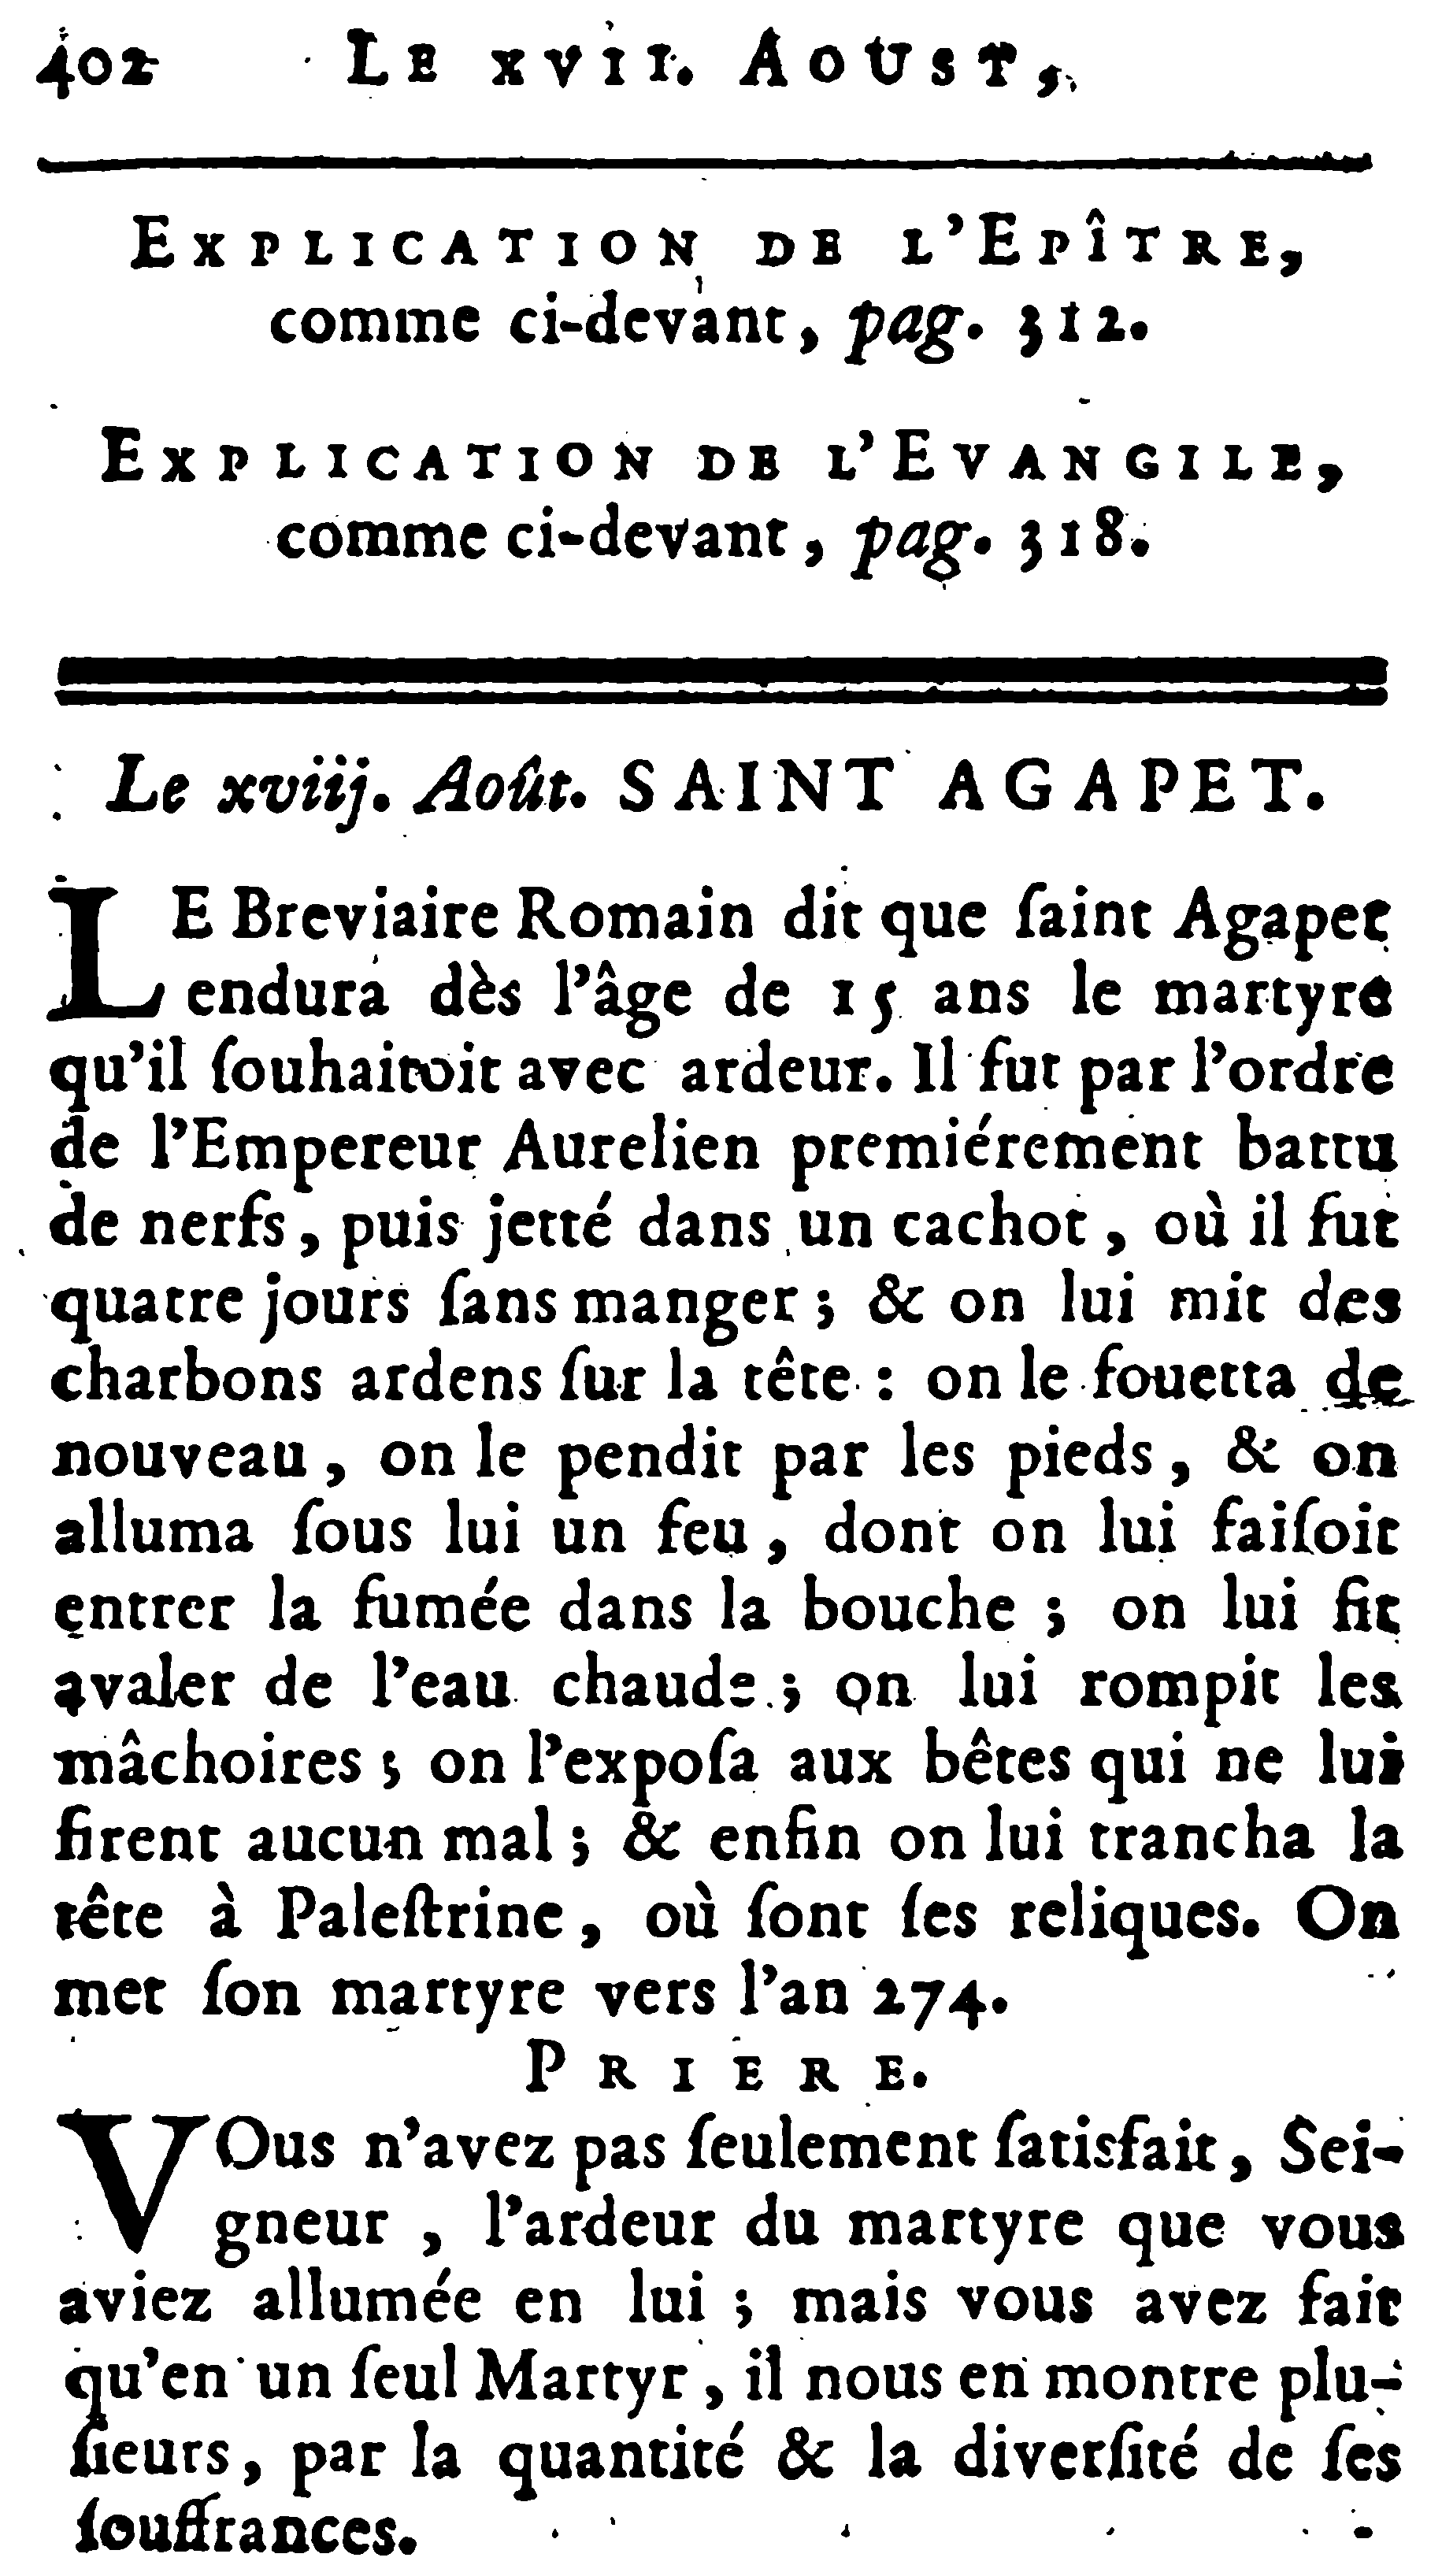 402 LE XVII. AOUST,
EXPLICATION DE L'EPÎTRE,
comme ci-devant, pag. 312.
EXPLICATION DE L'EVANGILE,
comme ci-devant, pag. 318.
Le xviij. Août. SAINT AGAPET.
LE Breviaire Romain dit que ſaint Agapet
endura dès l'âge de 15 ans le martyre
qu'il ſouhaitoit avec ardeur. Il fut par l'ordre
de l'Empereur Aurelien premiérement battu
de nerfs, puis jetté dans un cachot, où il fut
quatre jours ſans manger; & on lui mit des
charbons ardens ſur la tête : on le fouetta de
nouveau, on le pendit par les pieds, & on
alluma ſous lui un feu, dont on lui faiſoit
entrer la fumée dans la bouche; on lui fit
avaler de l'eau chaude; on lui rompit les
mâchoires; on l'expoſa aux bêtes qui ne lui
firent aucun mal; & enfin on lui trancha la
tête à Paleſtrine, où ſont ſes reliques. On
met ſon martyre vers l'an 274.
PRIERE.
VOus n'avez pas ſeulement ſatisfait, Sei-
gneur, l'ardeur du martyre que vous
aviez allumée en lui; mais vous avez fait
qu'en un ſeul Martyr, il nous en montre plu-
ſieurs, par la quantité & la diverſité de ſes
ſouffrances.